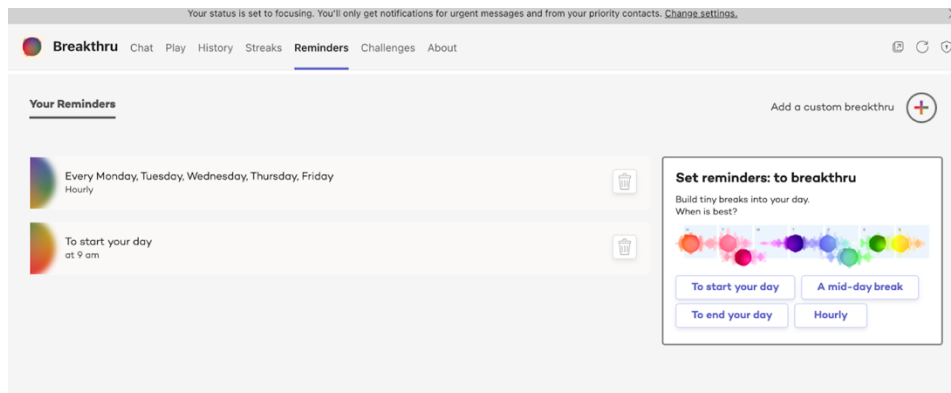 Your status is set to focusing. You'll only get notifications for urgent messages and from your priority contacts. Change settings.
Breakthru Chat Play History Streaks Reminders Challenges About
Your Reminders
Add a custom breakthru
Every Monday, Tuesday, Wednesday, Thursday, Friday
Hourly
To start your day
at 9 am
Set reminders: to breakthru
Build tiny breaks into your day.
When is best?
To start your day A mid-day break
To end your day Hourly